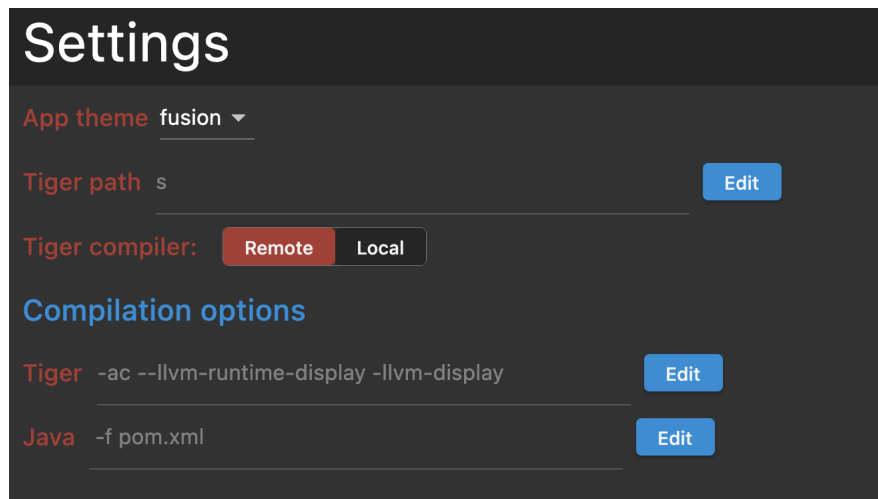 Settings
App theme fusion
Tiger path s Edit
Tiger compiler: Remote Local
Compilation options
Tiger -ac --llvm-runtime-display -llvm-display Edit
Java -f pom.xml Edit